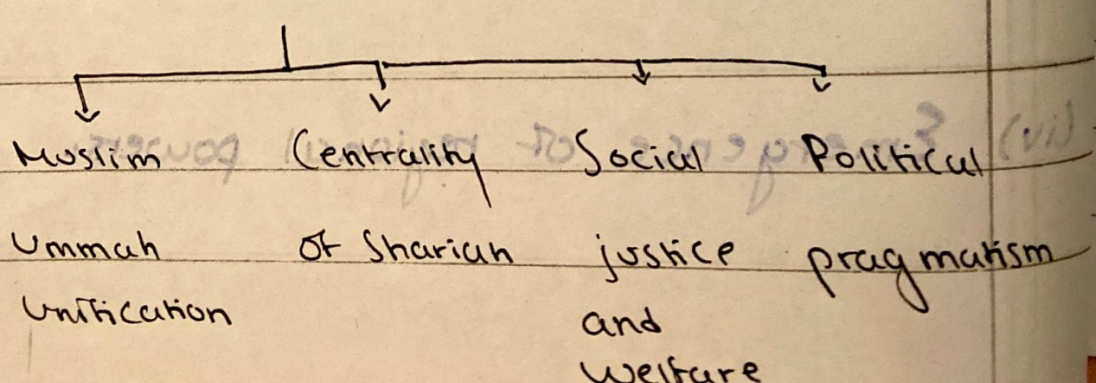 Muslim Centrality Social Political
Ummah of Shariah justice pragmatism
Unification and
Welfare